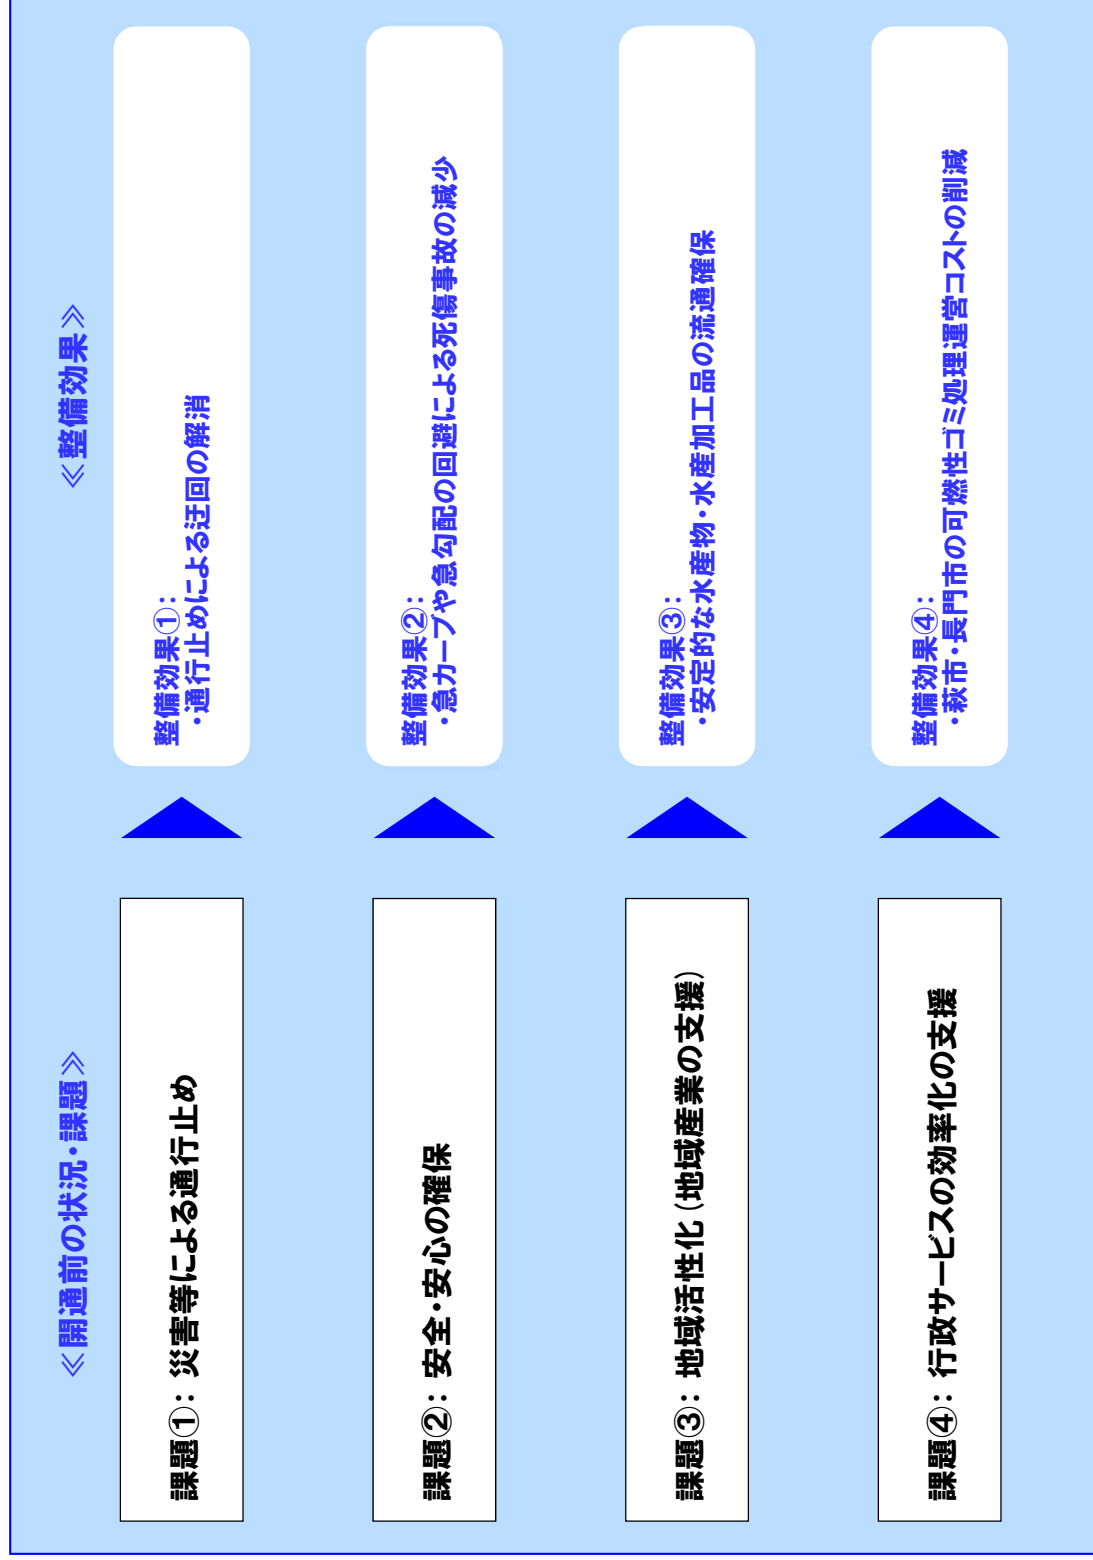 ≪開通前の状況・課題≫
≪整備効果≫
課題①：災害等による通行止め
整備効果①：
・通行止めによる迂回の解消
課題②：安全・安心の確保
整備効果②：
・急カーブや急勾配の回避による死傷事故の減少
課題③：地域活性化（地域産業の支援）
整備効果③：
・安定的な水産物・水産加工品の流通確保
課題④：行政サービスの効率化の支援
整備効果④：
・萩市・長門市の可燃性ゴミ処理運営コストの削減